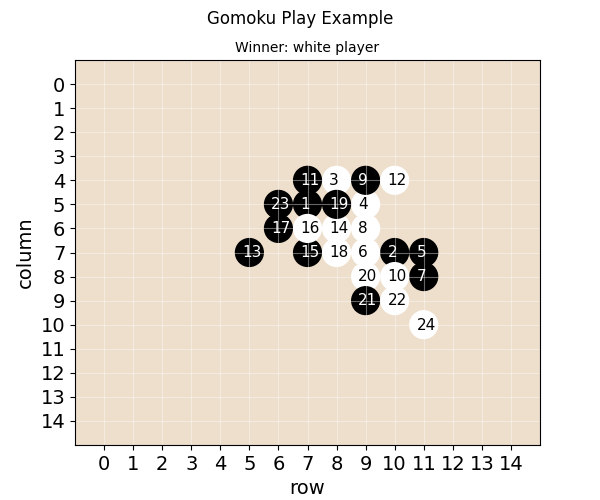 Gomoku Play Example
Winner: white player
0
1
2
3
4 11 3 9 12
5 23 1 19 4
6 17 16 14 8
7 13 15 18 6 2 5
8 20 10 7
9 21 22
10 24
11
12
13
14
column
0 1 2 3 4 5 6 7 8 9 10 11 12 13 14
row